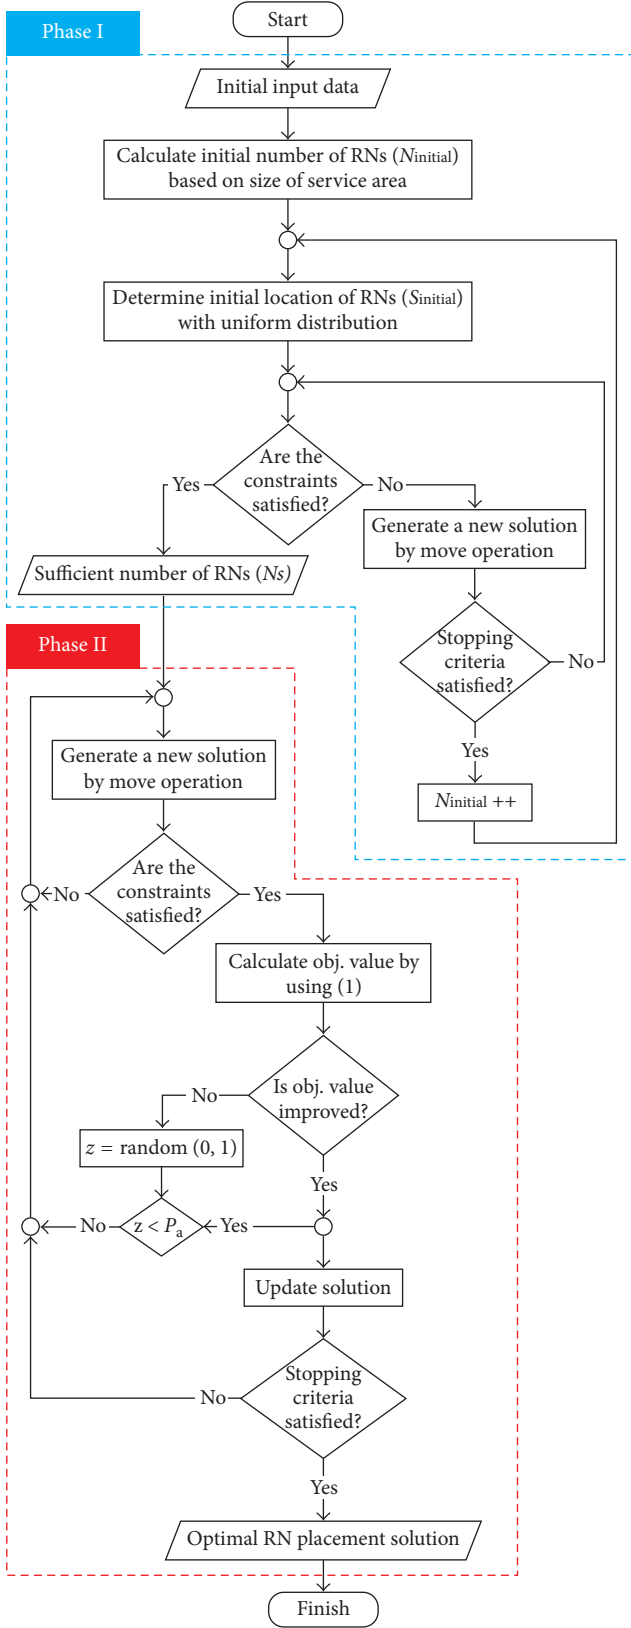 Phase I
Start
Initial input data
Calculate initial number of RNs (Ninitial)
based on size of service area
Determine initial location of RNs (Sinitial)
with uniform distribution
Are the
constraints
satisfied?
Yes
No
Generate a new solution
by move operation
Sufficient number of RNs (Ns)
Stopping
criteria
satisfied?
No
Yes
Ninitial ++
Phase II
Generate a new solution
by move operation
Are the
constraints
satisfied?
No
Yes
Calculate obj. value by
using (1)
Is obj. value
improved?
No
z = random (0, 1)
Yes
z < Pa
No
Yes
Update solution
Stopping
criteria
satisfied?
No
Yes
Optimal RN placement solution
Finish